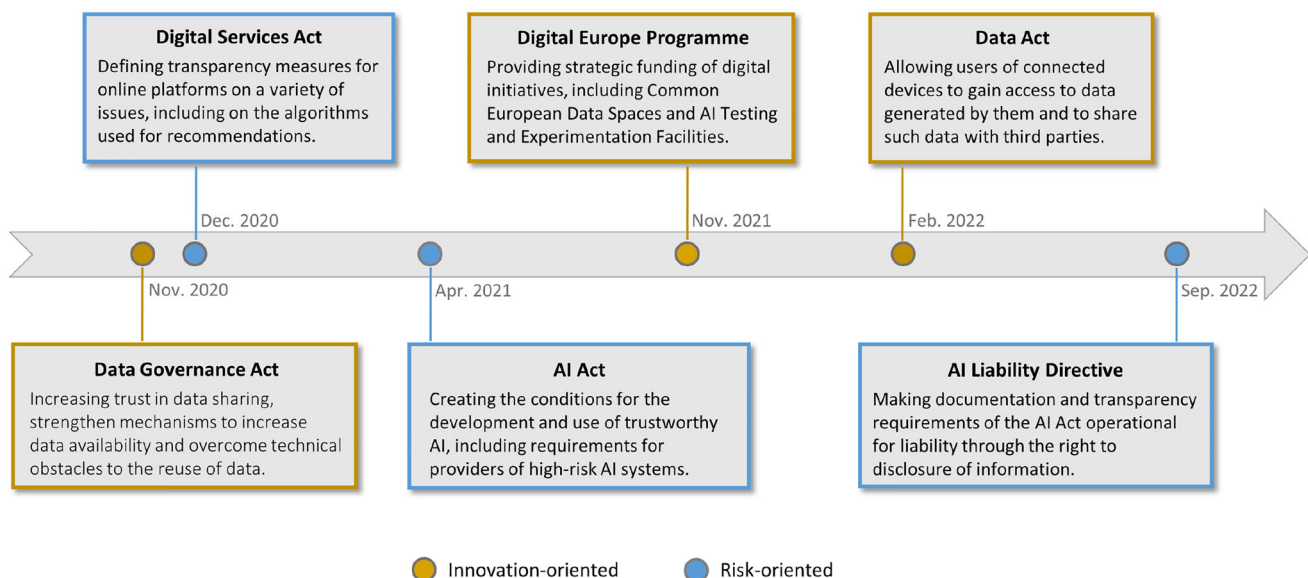 Digital Services Act
Defining transparency measures for
online platforms on a variety of
issues, including on the algorithms
used for recommendations.
Digital Europe Programme
Providing strategic funding of digital
initiatives, including Common
European Data Spaces and AI Testing
and Experimentation Facilities.
Data Act
Allowing users of connected
devices to gain access to data
generated by them and to share
such data with third parties.
Dec. 2020
Nov. 2021
Feb. 2022
Nov. 2020
Apr. 2021
Sep. 2022
Data Governance Act
Increasing trust in data sharing,
strengthen mechanisms to increase
data availability and overcome technical
obstacles to the reuse of data.
AI Act
Creating the conditions for the
development and use of trustworthy
AI, including requirements for
providers of high-risk AI systems.
AI Liability Directive
Making documentation and transparency
requirements of the AI Act operational
for liability through the right to
disclosure of information.
Innovation-oriented
Risk-oriented